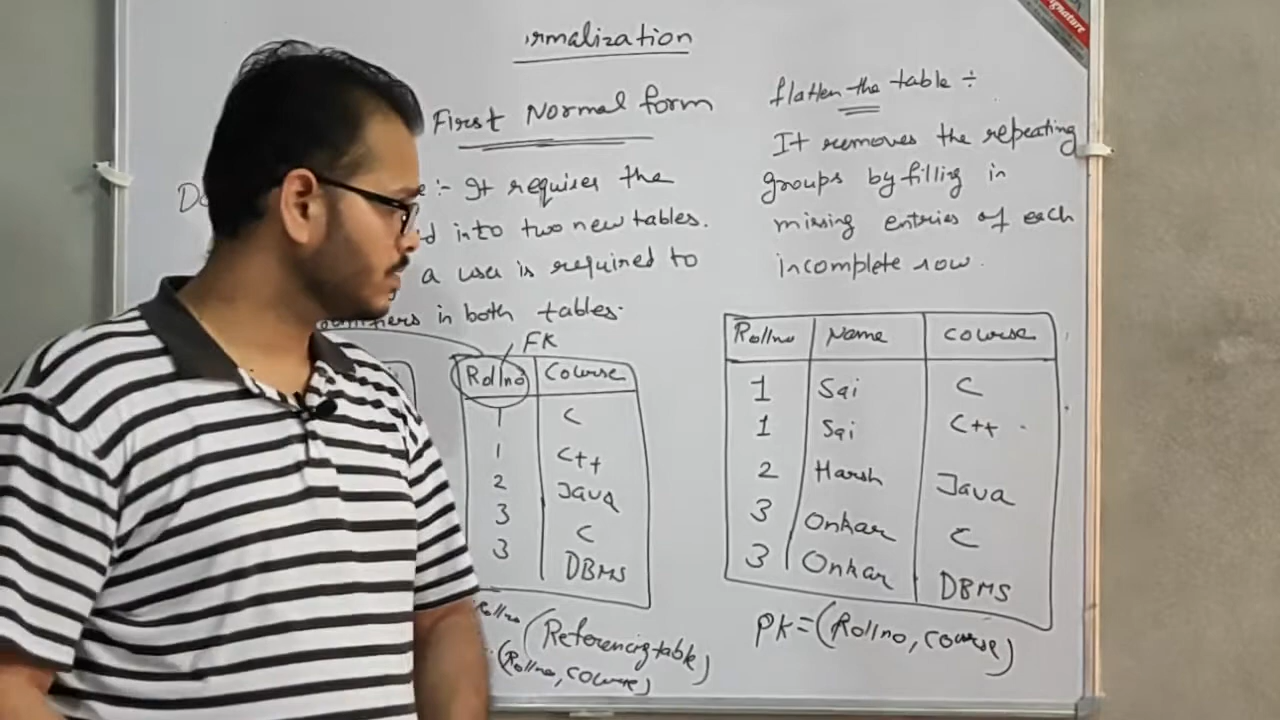 ignature
rmalization
First Normal form
e :- It requires the
d into two new tables.
a user is required to
in both tables.
FK
Rollno Course
1 C
1 C++
2 Java
3 C
3 DBMS
Rollno
(Referencing table)
(Rollno, course)
flatten the table ÷
It removes the repeating
groups by filling in
missing entries of each
incomplete row.
Rollno Name Course
1 Sai C
1 Sai C++
2 Harsh Java
3 Onkar C
3 Onkar DBMS
PK=(Rollno, course)